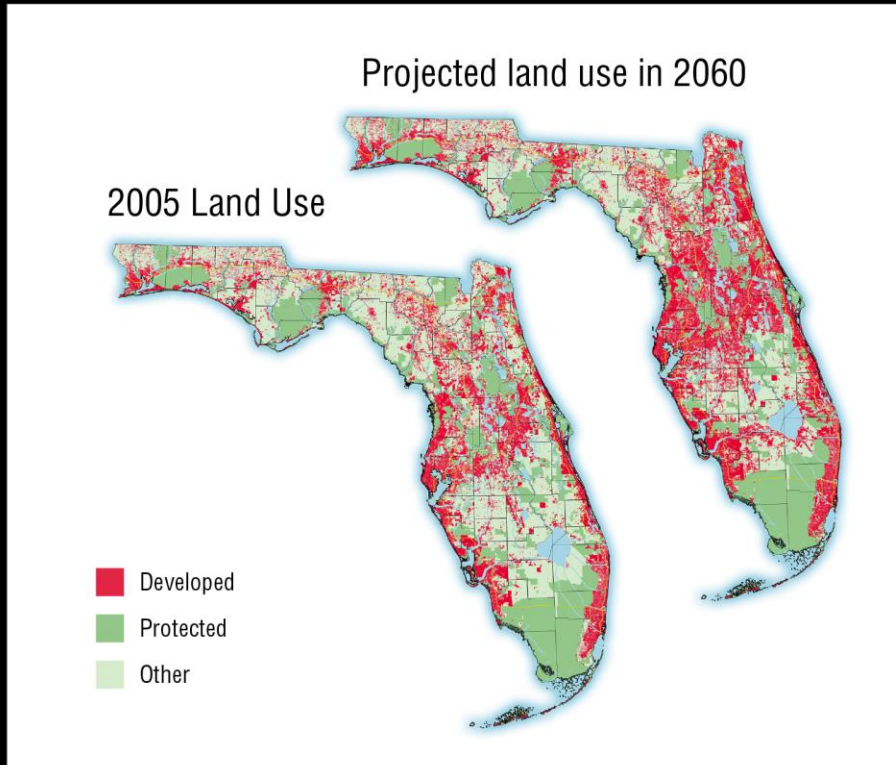 Projected land use in 2060
2005 Land Use
Developed
Protected
Other